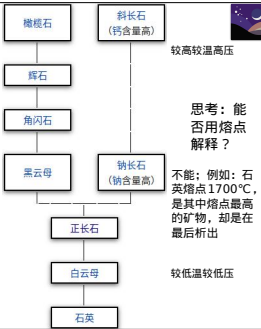 橄榄石
斜长石
（钙含量高）
较高较温高压
辉石
角闪石
思考：能
否用熔点
解释？
黑云母
钠长石
（钠含量高）
不能；例如：石
英熔点1700℃，
是其中熔点最高
的矿物，却是在
最后析出
正长石
白云母
较低温较低压
石英